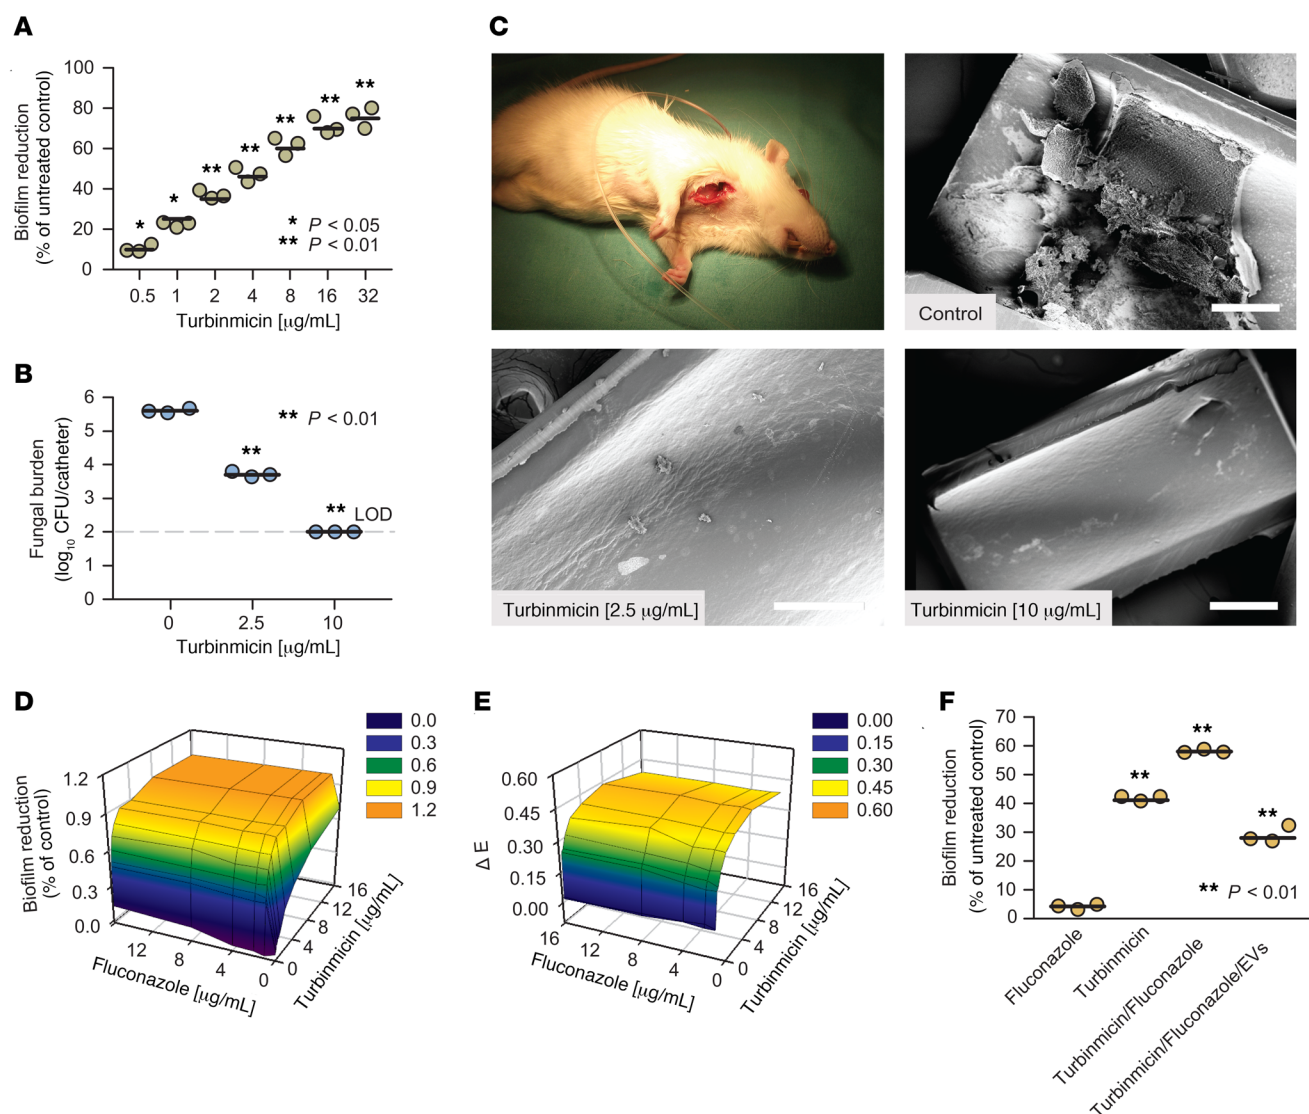 A
Biofilm reduction
(% of untreated control)
100
80
60
40
20
0
*
*
**
**
**
**
**
* P < 0.05
** P < 0.01
0.5 1 2 4 8 16 32
Turbinmicin [µg/mL]
B
Fungal burden
(log10 CFU/catheter)
6
5
4
3
2
1
0
** P < 0.01
**
**
LOD
0 2.5 10
Turbinmicin [µg/mL]
C
Control
Turbinmicin [2.5 µg/mL]
Turbinmicin [10 µg/mL]
D
Biofilm reduction
(% of control)
1.2
0.9
0.6
0.3
0.0
12 8 4 0
Fluconazole [µg/mL]
0 4 8 12 16
Turbinmicin [µg/mL]
0.0
0.3
0.6
0.9
1.2
E
Δ E
0.60
0.45
0.30
0.15
0.00
16 12 8 4 0
Fluconazole [µg/mL]
0 4 8 12 16
Turbinmicin [µg/mL]
0.00
0.15
0.30
0.45
0.60
F
Biofilm reduction
(% of untreated control)
70
60
50
40
30
20
10
0
**
**
**
** P < 0.01
Fluconazole
Turbinmicin
Turbinmicin/Fluconazole
Turbinmicin/Fluconazole/EVs